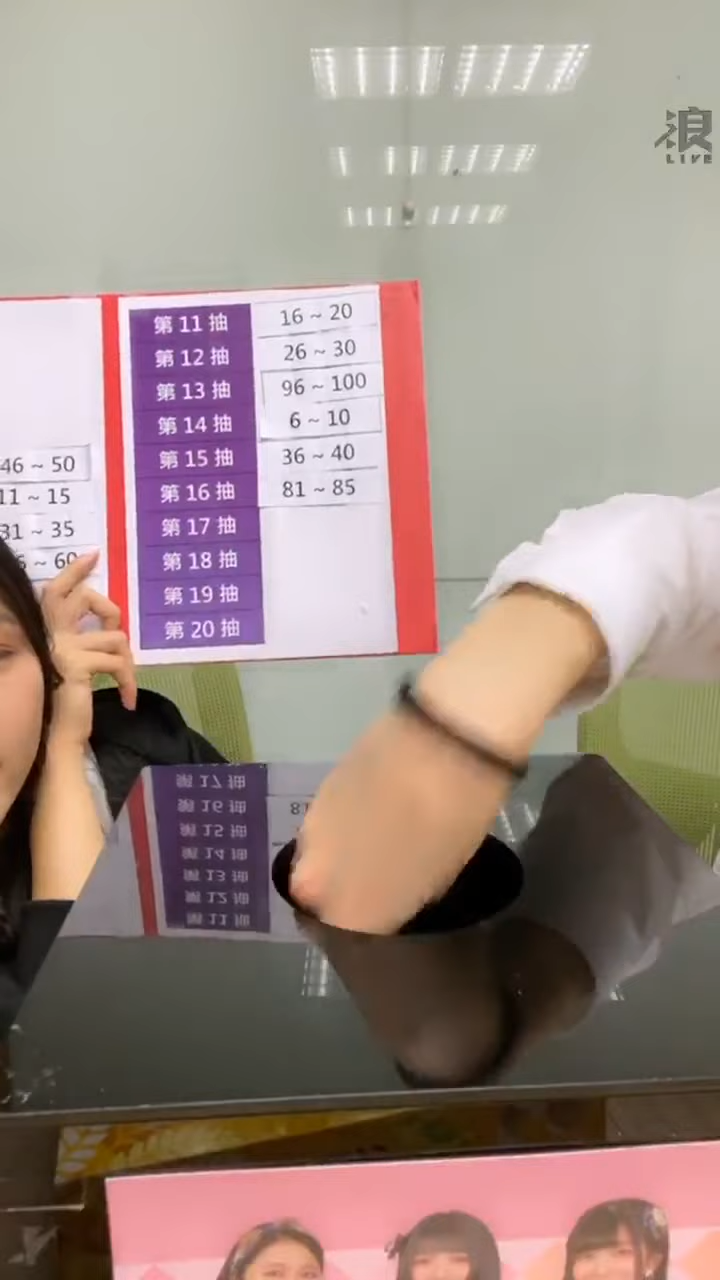 浪
LIVE
第 11 抽 16 ~ 20
第 12 抽 26 ~ 30
第 13 抽 96 ~ 100
第 14 抽 6 ~ 10
第 15 抽 36 ~ 40
第 16 抽 81 ~ 85
第 17 抽
第 18 抽
第 19 抽
第 20 抽
46 ~ 50
11 ~ 15
31 ~ 35
~ 60